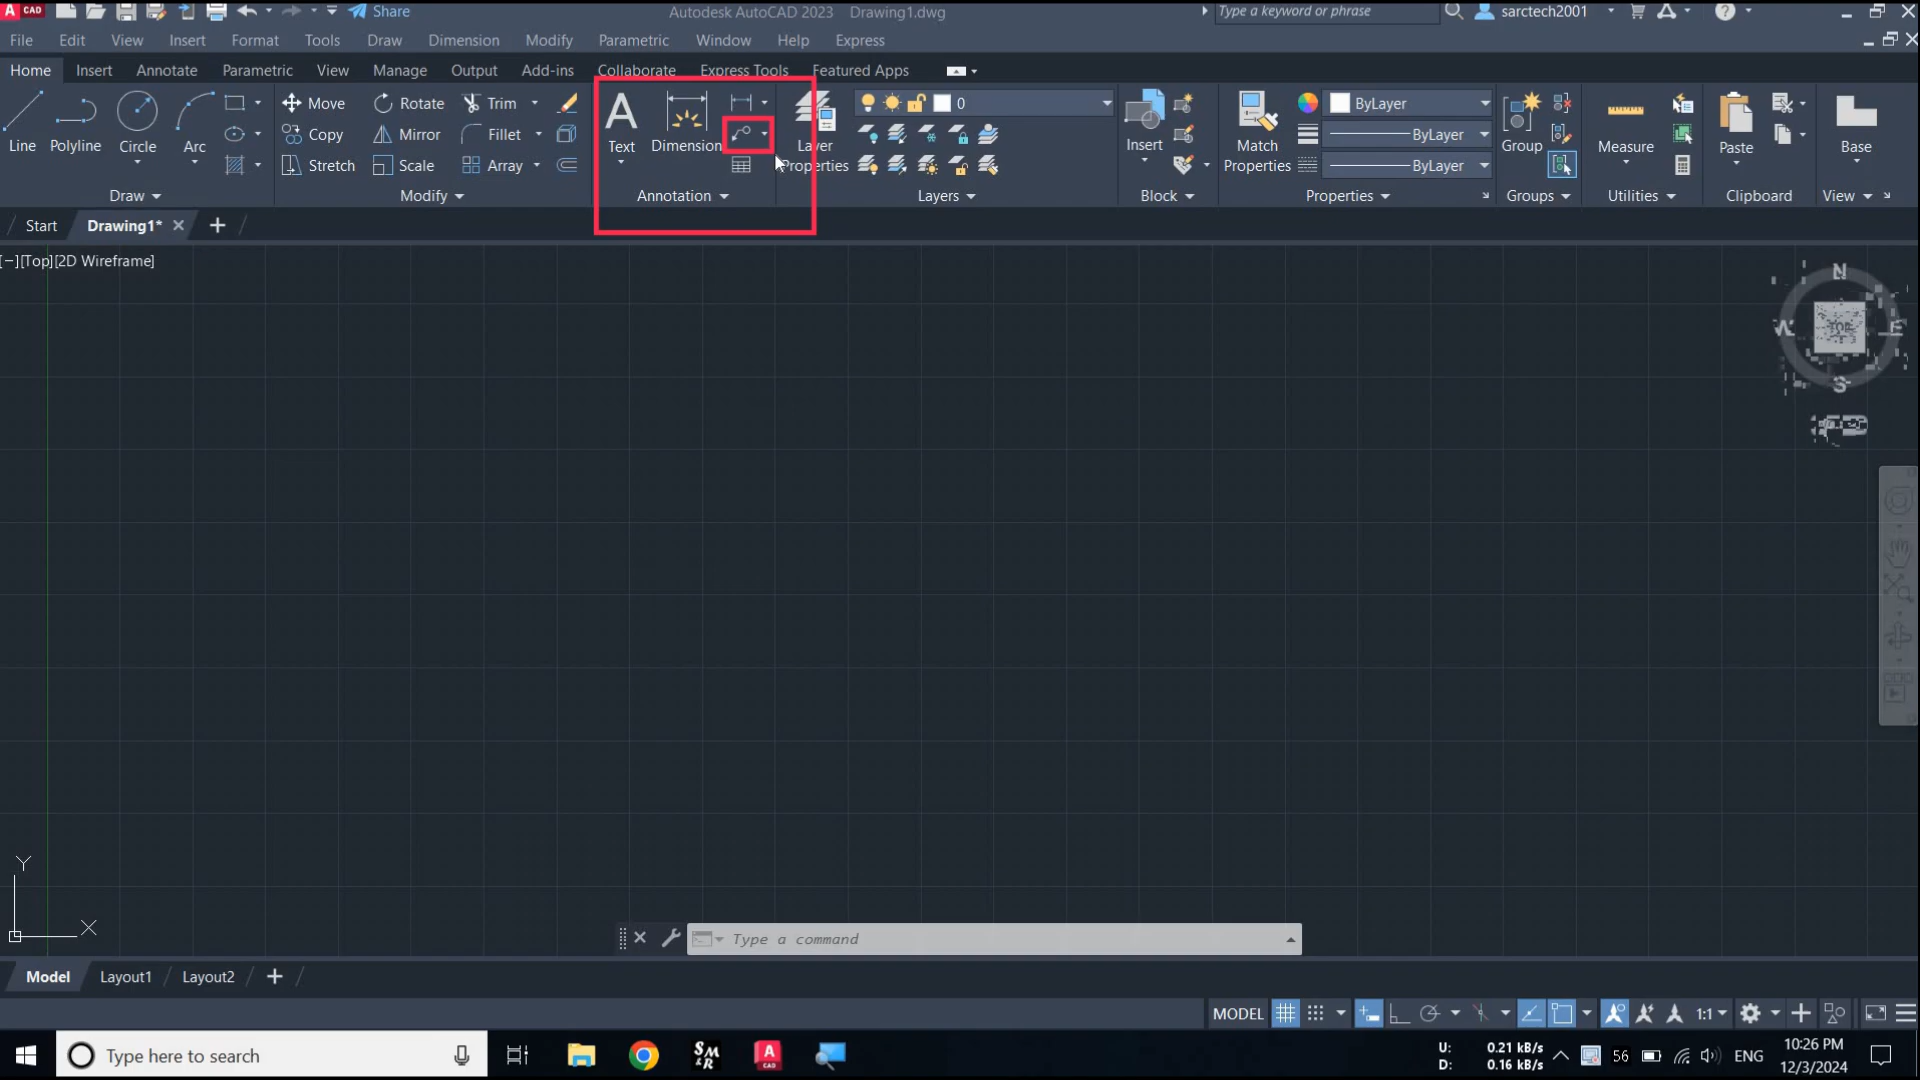 A CAD Share Autodesk AutoCAD 2023 Drawing1.dwg Type a keyword or phrase sarctech2001
File Edit View Insert Format Tools Draw Dimension Modify Parametric Window Help Express
Home Insert Annotate Parametric View Manage Output Add-ins Collaborate Express Tools Featured Apps
Move Rotate Trim 0 ByLayer
Copy Mirror Fillet ByLayer
Line Polyline Circle Arc Text Dimension Layer Properties Insert Match Properties Group Measure Paste Base
Stretch Scale Array ByLayer
Draw Modify Annotation Layers Block Properties Groups Utilities Clipboard View
Start Drawing1*
[−][Top][2D Wireframe]
N
W TOP E
S
Y
X
Type a command
Model Layout1 Layout2
MODEL 1:1
Type here to search SM&R A CAD U: 0.21 kB/s 56 ENG 10:26 PM
D: 0.16 kB/s 12/3/2024